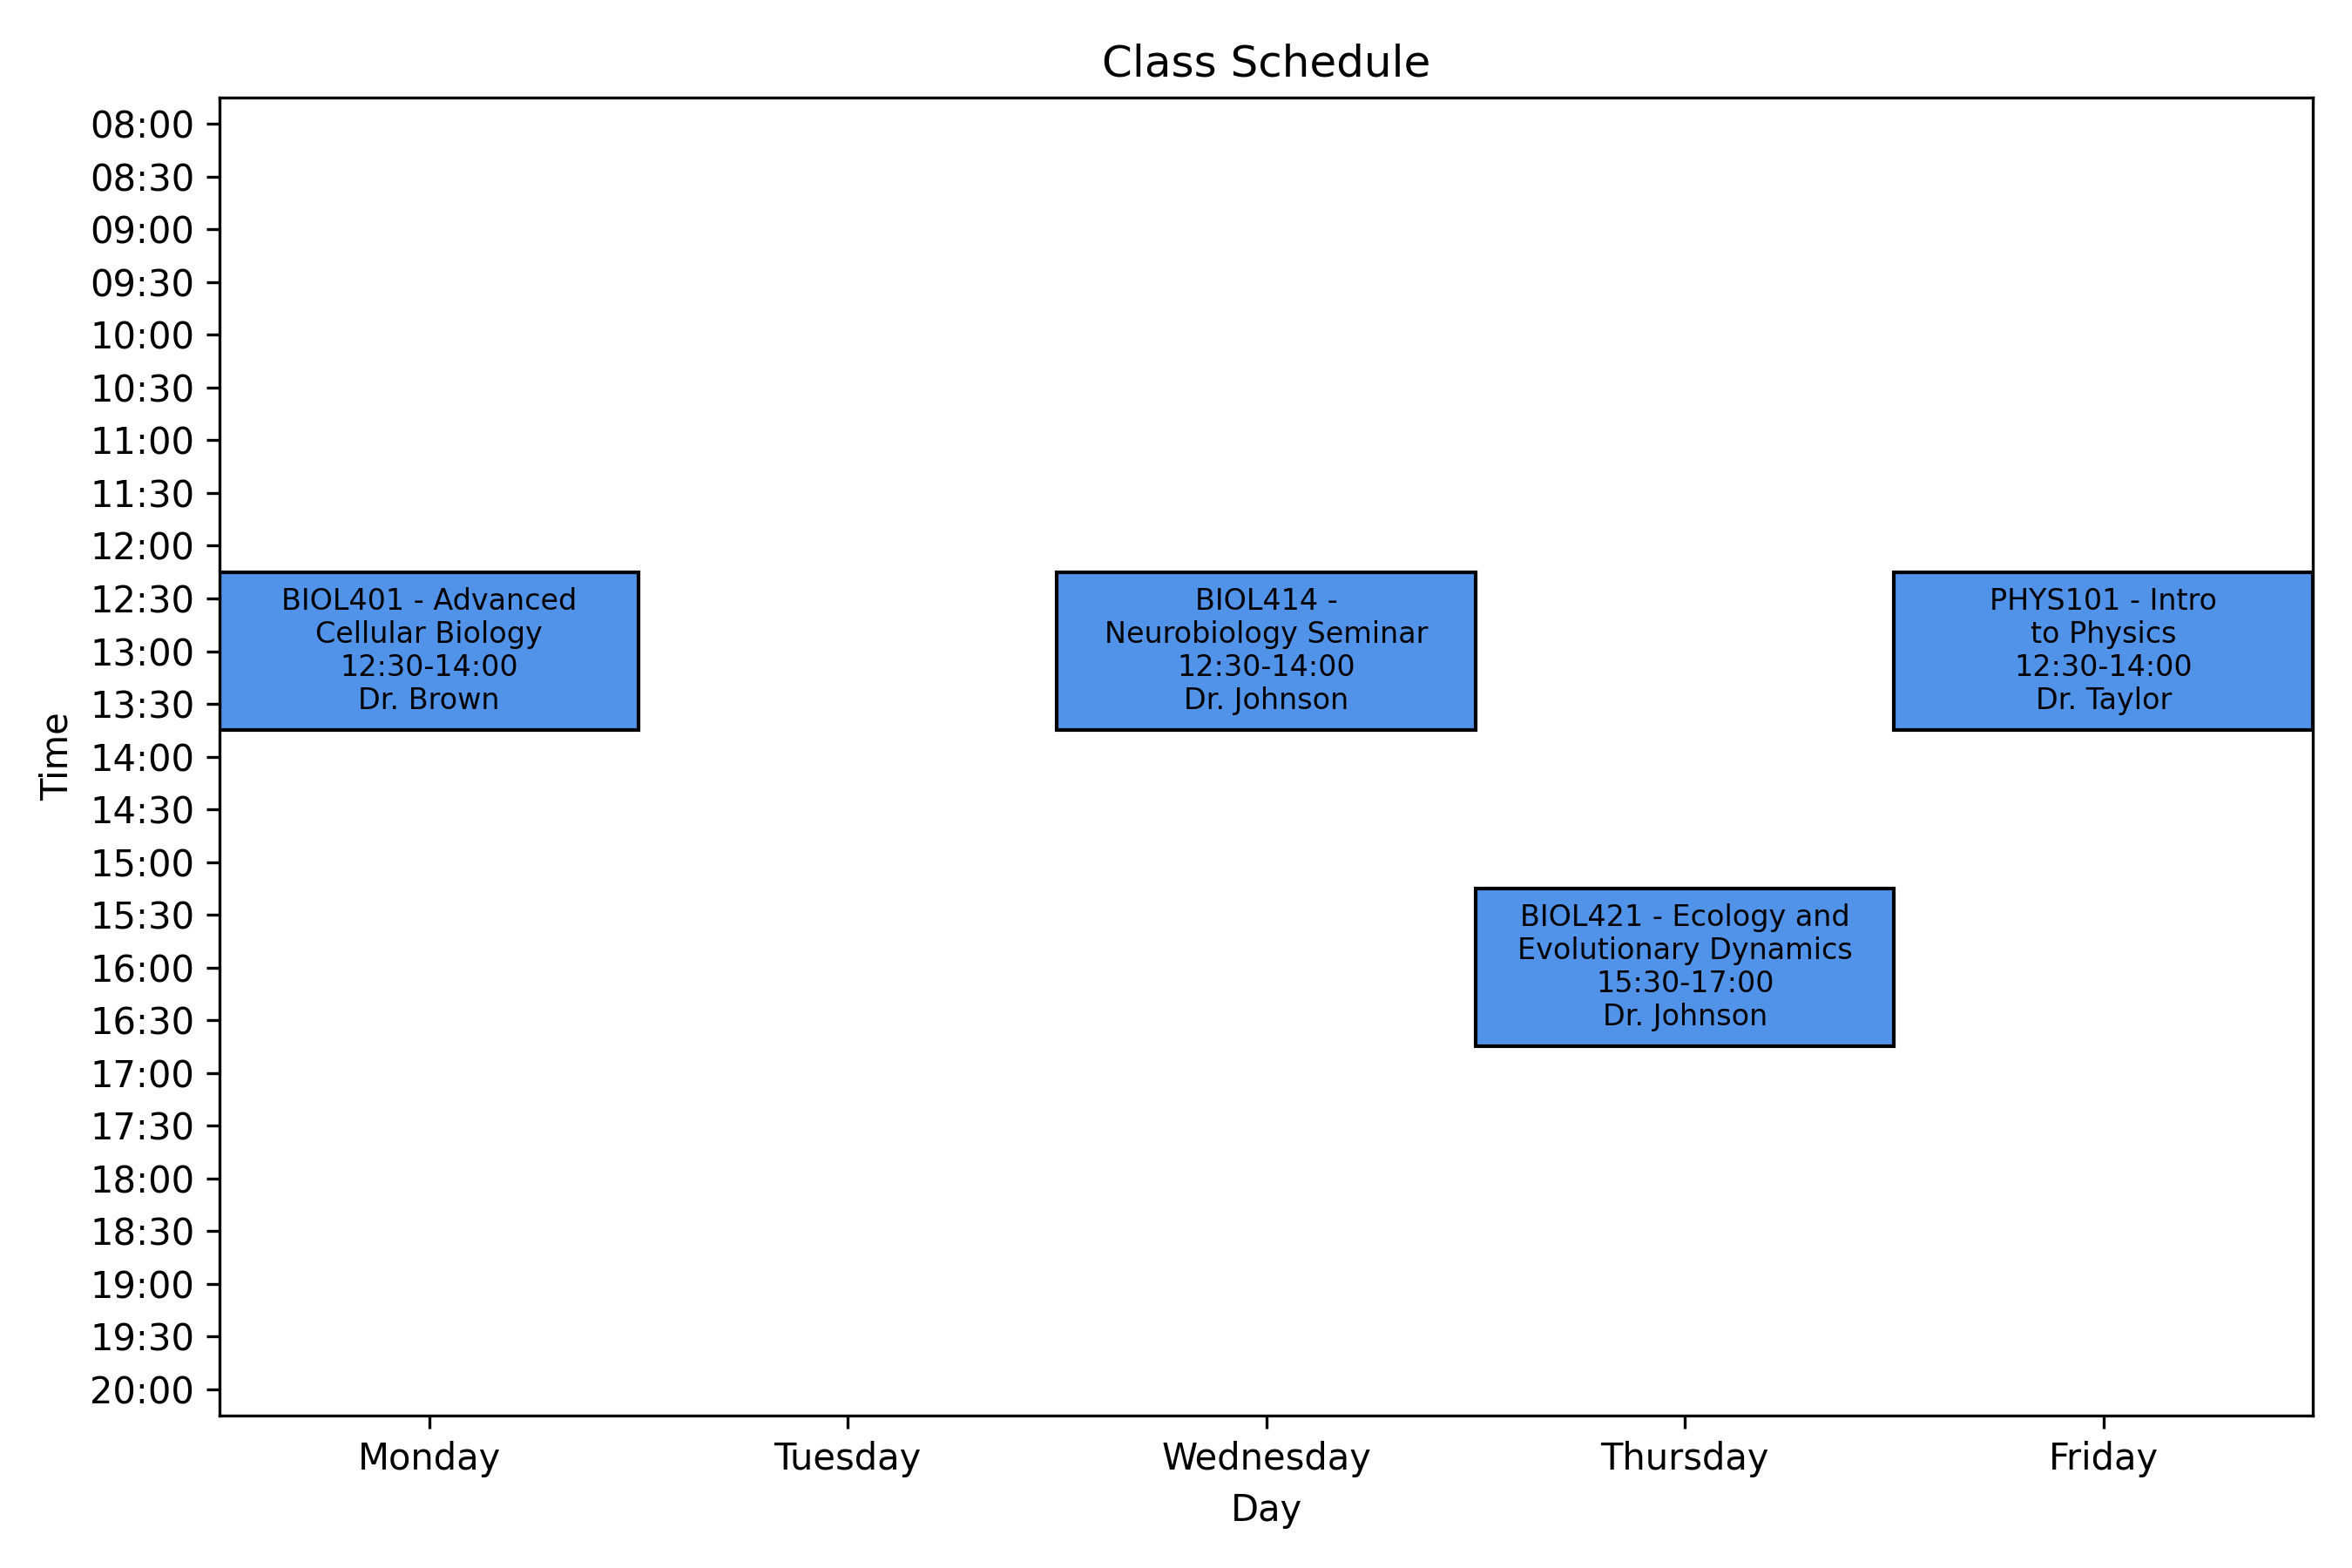 Class Schedule
Time
08:00
08:30
09:00
09:30
10:00
10:30
11:00
11:30
12:00
12:30
13:00
13:30
14:00
14:30
15:00
15:30
16:00
16:30
17:00
17:30
18:00
18:30
19:00
19:30
20:00
BIOL401 - Advanced
Cellular Biology
12:30-14:00
Dr. Brown
BIOL414 -
Neurobiology Seminar
12:30-14:00
Dr. Johnson
BIOL421 - Ecology and
Evolutionary Dynamics
15:30-17:00
Dr. Johnson
PHYS101 - Intro
to Physics
12:30-14:00
Dr. Taylor
Monday
Tuesday
Wednesday
Thursday
Friday
Day